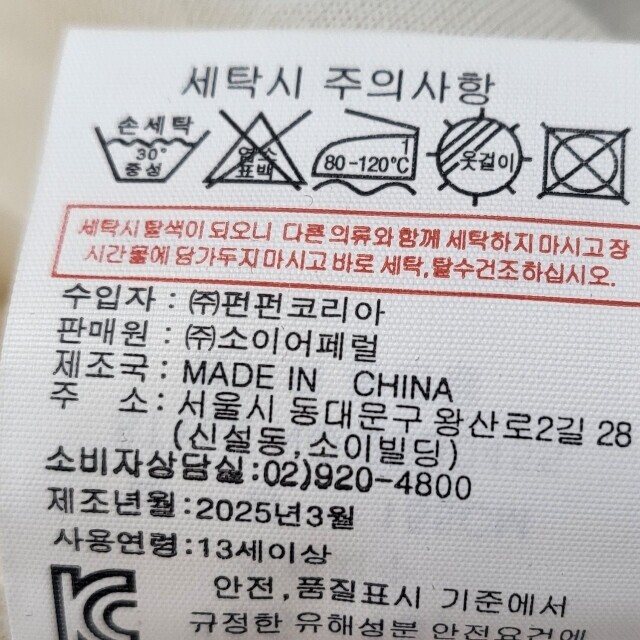 세탁시 주의사항
손세탁
30°
중성
염소
표백
80-120℃
1
옷걸이
세탁시 탈색이 되오니 다른 의류와 함께 세탁하지 마시고 장
시간 물에 담가두지마시고 바로 세탁,탈수건조하십시오.
수입자 : ㈜펀펀코리아
판매원 : ㈜소이어페럴
제조국 : MADE IN CHINA
주 소 : 서울시 동대문구 왕산로2길 28
(신설동,소이빌딩)
소비자상담실:02)920-4800
제조년월:2025년3월
사용연령:13세이상
KC
안전,품질표시 기준에서
규정한 유해성분 안전요건에